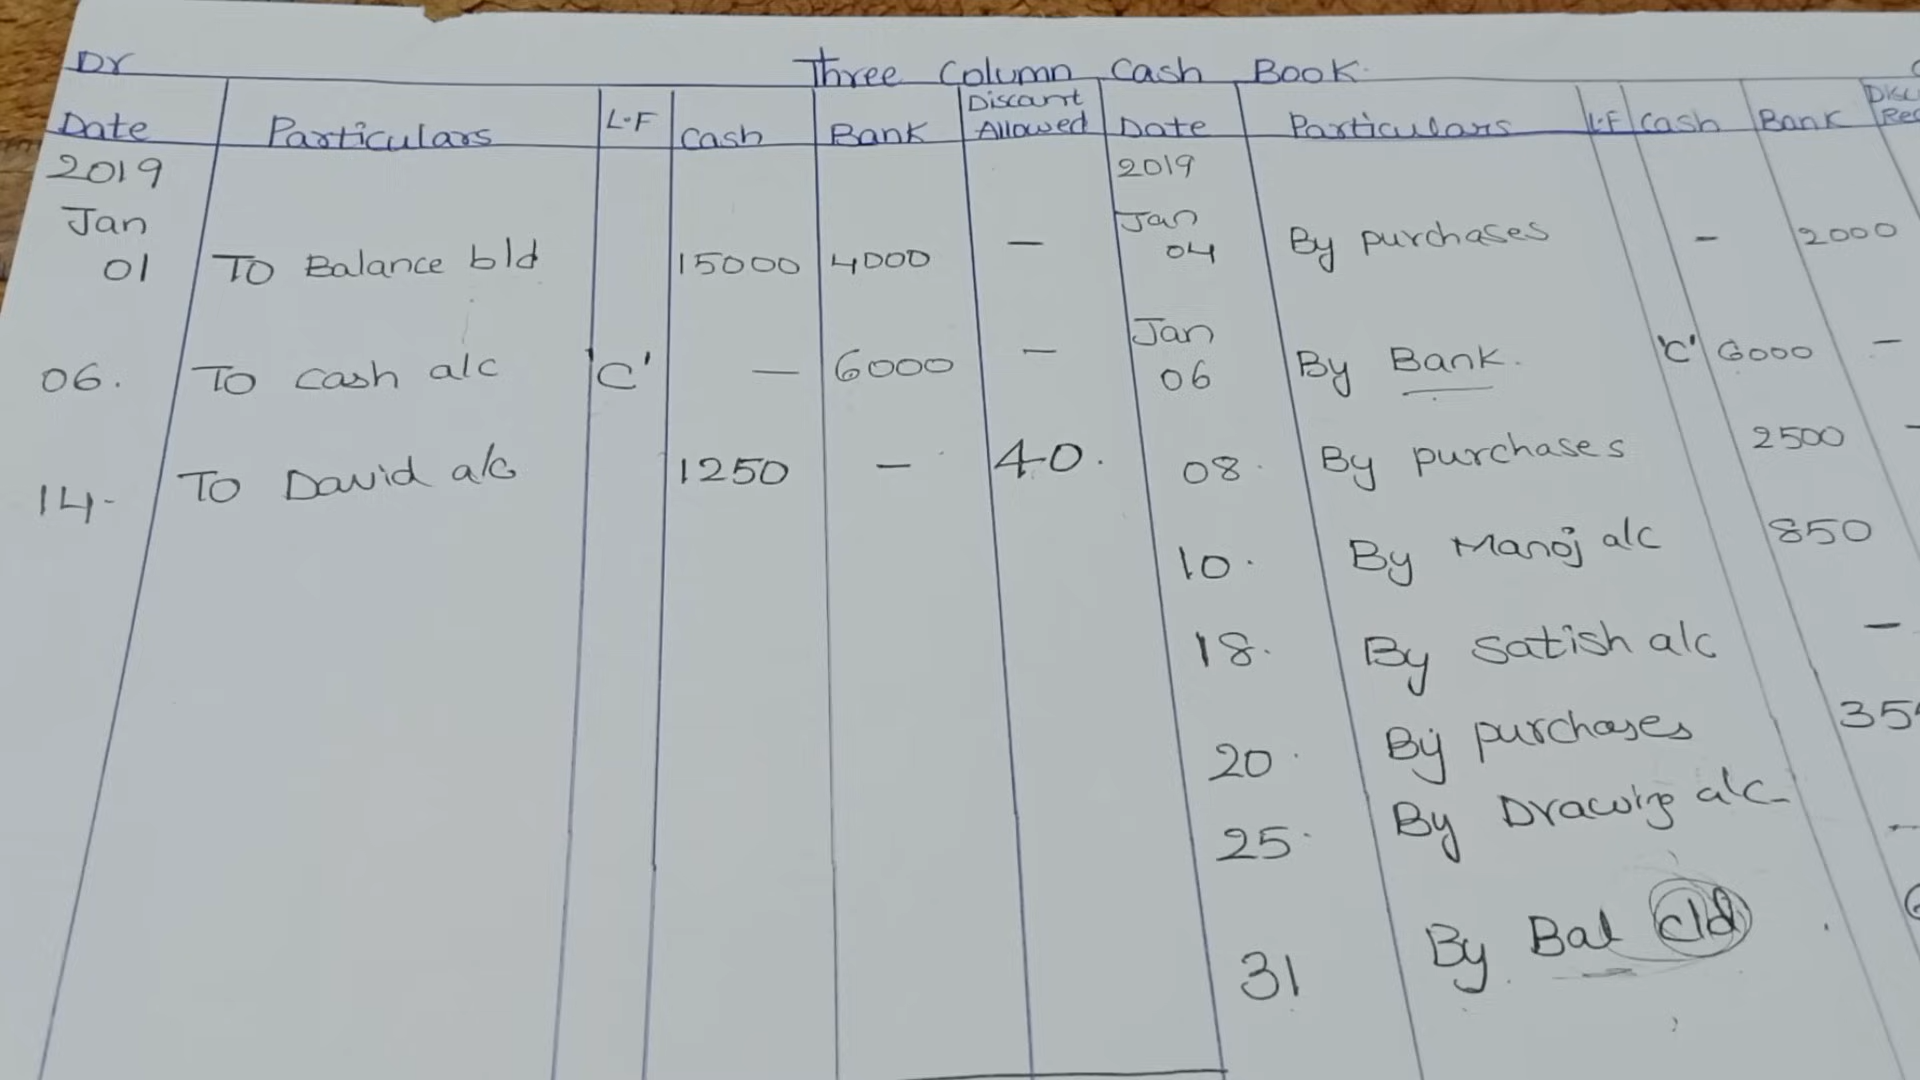 Dr Three Column Cash Book
Date Particulars L.F Cash Bank Discount Allowed Date Particulars L.F Cash Bank
2019 2019
Jan 01 To Balance b/d 15000 4000 — Jan 04 By purchases - 2000
06. To cash a/c 'C' — 6000 — Jan 06 By Bank. 'C' 6000 —
14- To David a/c 1250 — 40. 08. By purchases 2500
10. By Manoj a/c 850
18. By Satish a/c —
20. By purchases
25. By Drawings a/c -
31 By Bal c/d